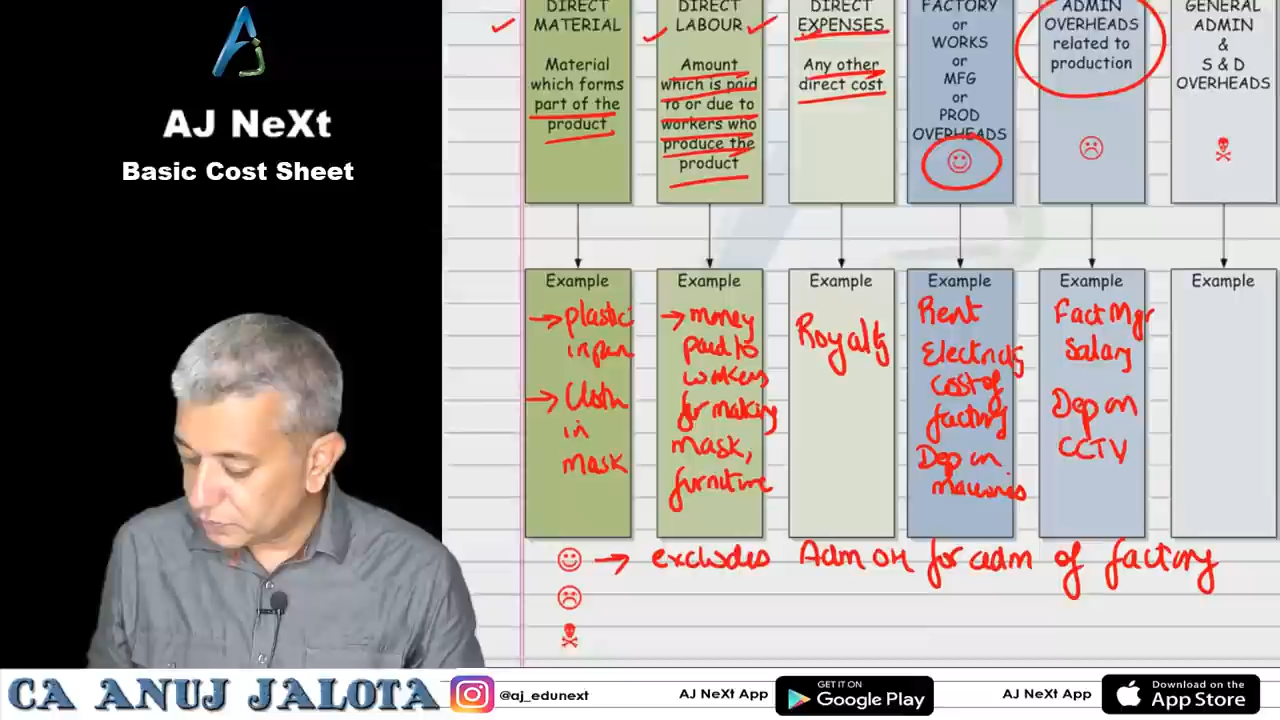 AJ NeXt
Basic Cost Sheet
DIRECT
MATERIAL
Material
which forms
part of the
product
DIRECT
LABOUR
Amount
which is paid
to or due to
workers who
produce the
product
DIRECT
EXPENSES
Any other
direct cost
FACTORY
or
WORKS
or
MFG
or
PROD
OVERHEADS
ADMIN
OVERHEADS
related to
production
GENERAL
ADMIN
&
S & D
OVERHEADS
Example
→ plastic
in pen
→ Cloth
in
mask
Example
→ money
paid to
workers
for making
mask,
furniture
Example
Royalty
Example
Rent
Electricity
cost of
factory
Dep on
Example
Fact Mgr
Salary
Dep on
CCTV
Example
→ excludes Adm OH for adm of factory
CA ANUJ JALOTA
@aj_edunext
AJ NeXt App
GET IT ON
Google Play
AJ NeXt App
Download on the
App Store